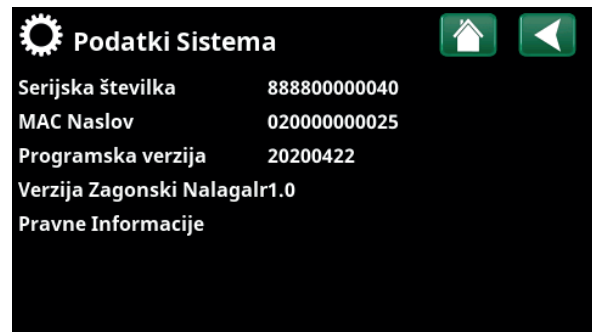 Podatki Sistema
Serijska številka 888800000040
MAC Naslov 020000000025
Programska verzija 20200422
Verzija Zagonski Nalagalr1.0
Pravne Informacije